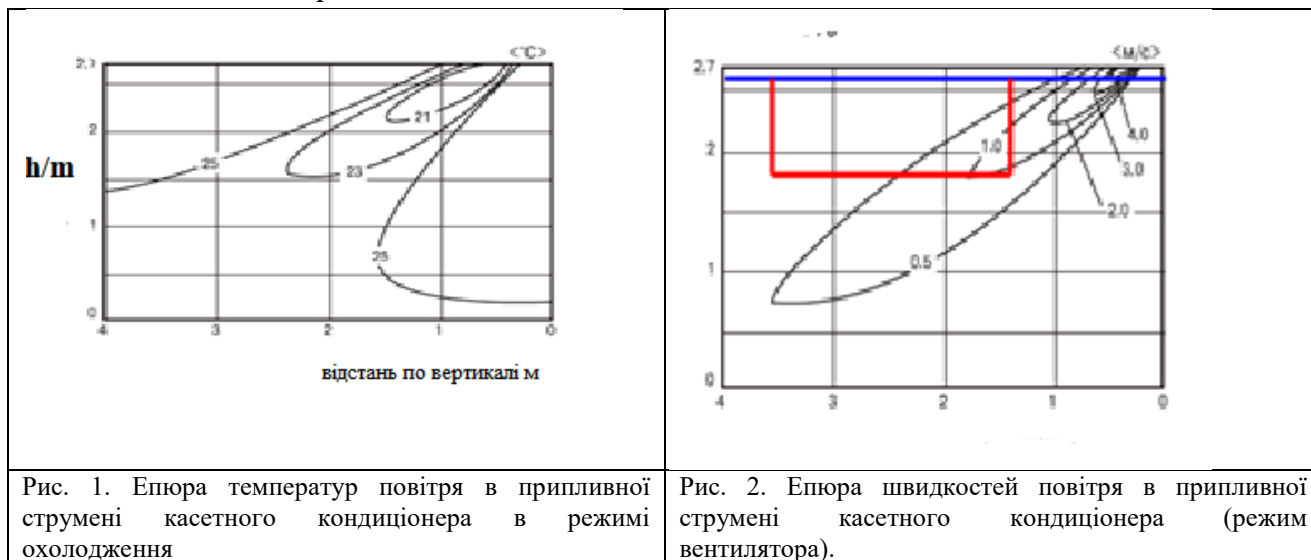 <°C>
2,7
2
h/m
1
0
21
23
25
25
4
3
2
1
0
відстань по вертикалі м
<м/с>
2.7
2
1
0
4,0
3,0
2.0
1.0
0.5
4
3
2
1
0
Рис. 1. Епюра температур повітря в припливної
струмені касетного кондиціонера в режимі
охолодження
Рис. 2. Епюра швидкостей повітря в припливної
струмені касетного кондиціонера (режим
вентилятора).